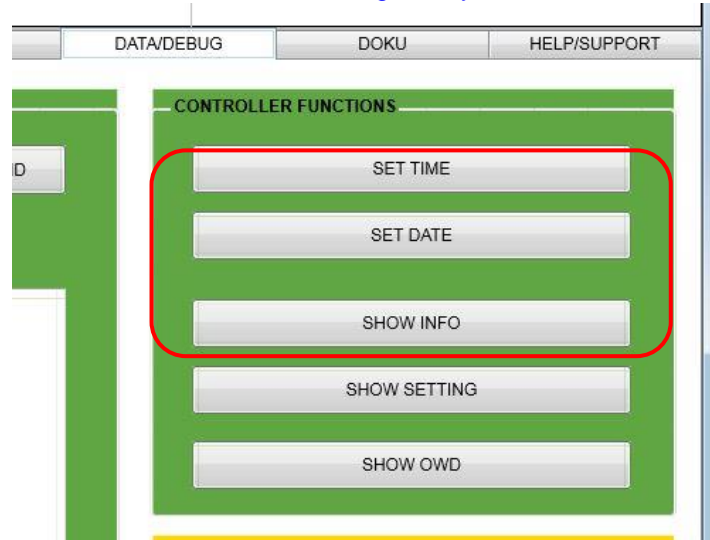 DATA/DEBUG DOKU HELP/SUPPORT
CONTROLLER FUNCTIONS
SET TIME
SET DATE
SHOW INFO
SHOW SETTING
SHOW OWD